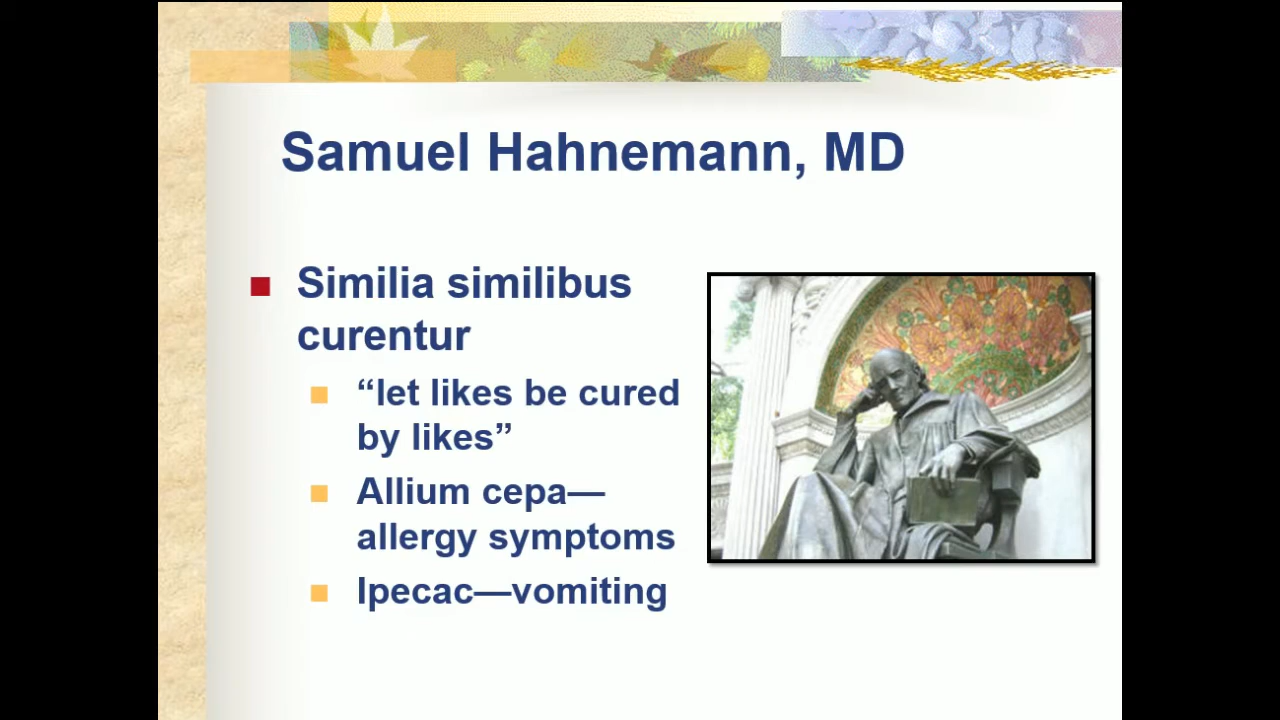 Samuel Hahnemann, MD
Similia similibus
curentur
“let likes be cured
by likes”
Allium cepa—
allergy symptoms
Ipecac—vomiting